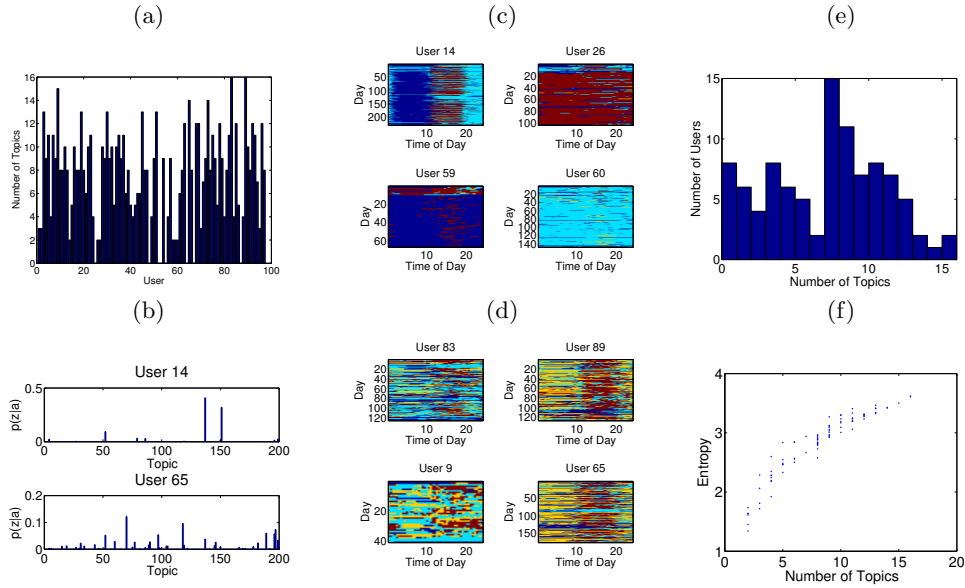 (a)
16
14
12
10
8
6
4
2
0
0 20 40 60 80 100
Number of Topics
User
(b)
User 14
0.5
0
0 50 100 150 200
p(z|a)
Topic
User 65
0.2
0.1
0
0 50 100 150 200
p(z|a)
Topic
(c)
User 14
Day
50
100
150
200
10 20
Time of Day
User 26
Day
20
40
60
80
100
10 20
Time of Day
User 59
Day
20
40
60
10 20
Time of Day
User 60
Day
20
40
60
80
100
120
140
10 20
Time of Day
(d)
User 83
Day
20
40
60
80
100
120
10 20
Time of Day
User 89
Day
20
40
60
80
100
120
10 20
Time of Day
User 9
Day
20
40
10 20
Time of Day
User 65
Day
50
100
150
10 20
Time of Day
(e)
15
10
5
0
0 5 10 15
Number of Users
Number of Topics
(f)
4
3
2
1
0 5 10 15 20
Entropy
Number of Topics